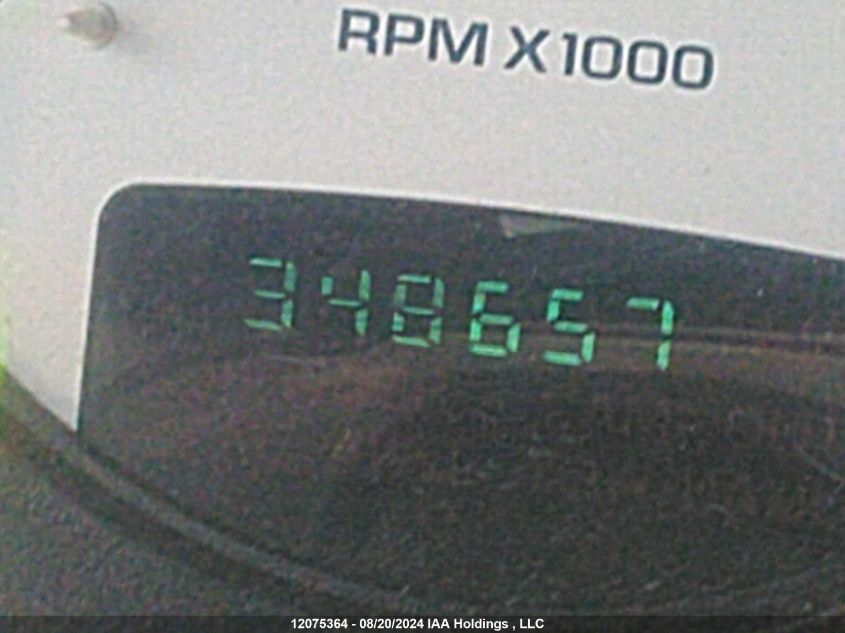 RPM X1000
348657
12075364 - 08/20/2024 IAA Holdings , LLC